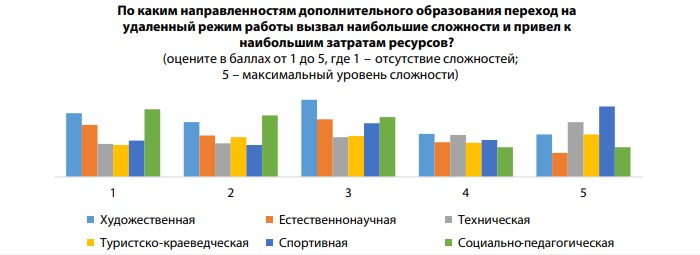 По каким направленностям дополнительного образования переход на
удаленный режим работы вызвал наибольшие сложности и привел к
наибольшим затратам ресурсов?
(оцените в баллах от 1 до 5, где 1 – отсутствие сложностей;
5 – максимальный уровень сложности)
1 2 3 4 5
Художественная Естественнонаучная Техническая
Туристско-краеведческая Спортивная Социально-педагогическая